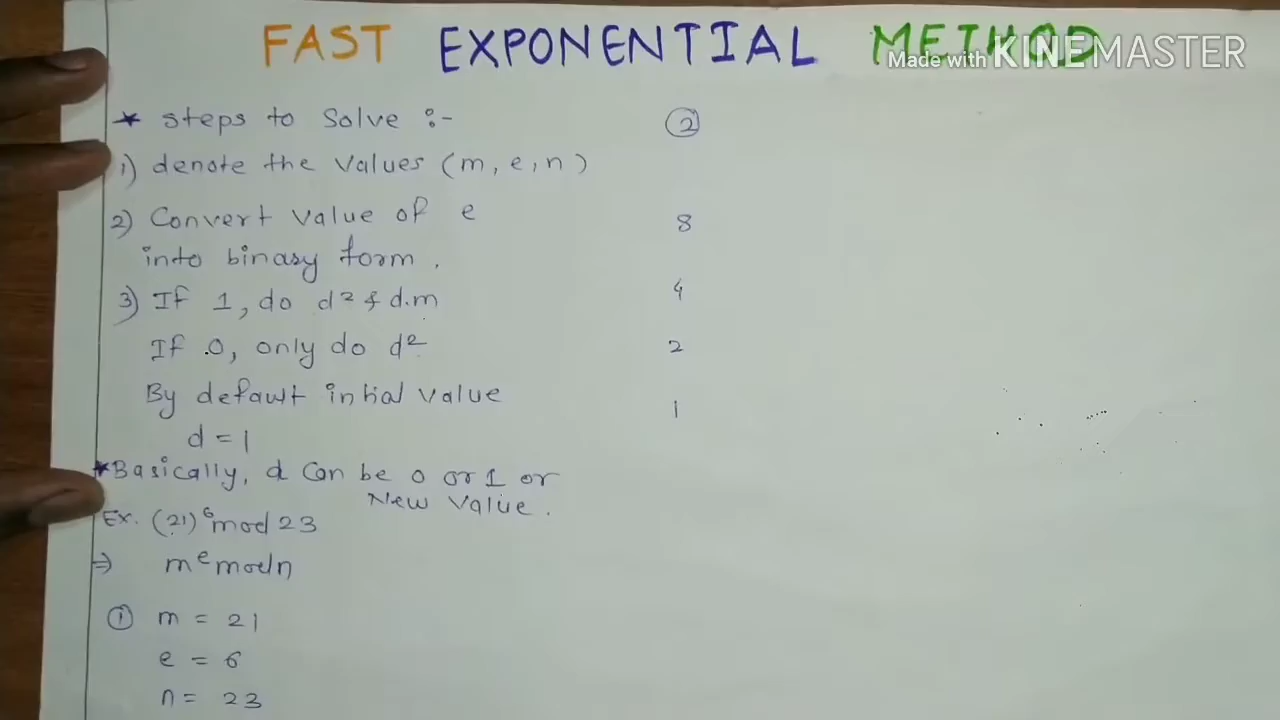 FAST EXPONENTIAL METHOD
Made with KINEMASTER
* Steps to Solve :-
1) denote the values (m, e, n)
2) Convert value of e
into binary form.
3) If 1, do d² & d.m
If 0, only do d²
By default intial value
d = 1
* Basically, d Can be 0 or 1 or
New value.
Ex. (21)⁶ mod 23
⇒ mᵉ mod n
① m = 21
e = 6
n = 23
②
8
4
2
1